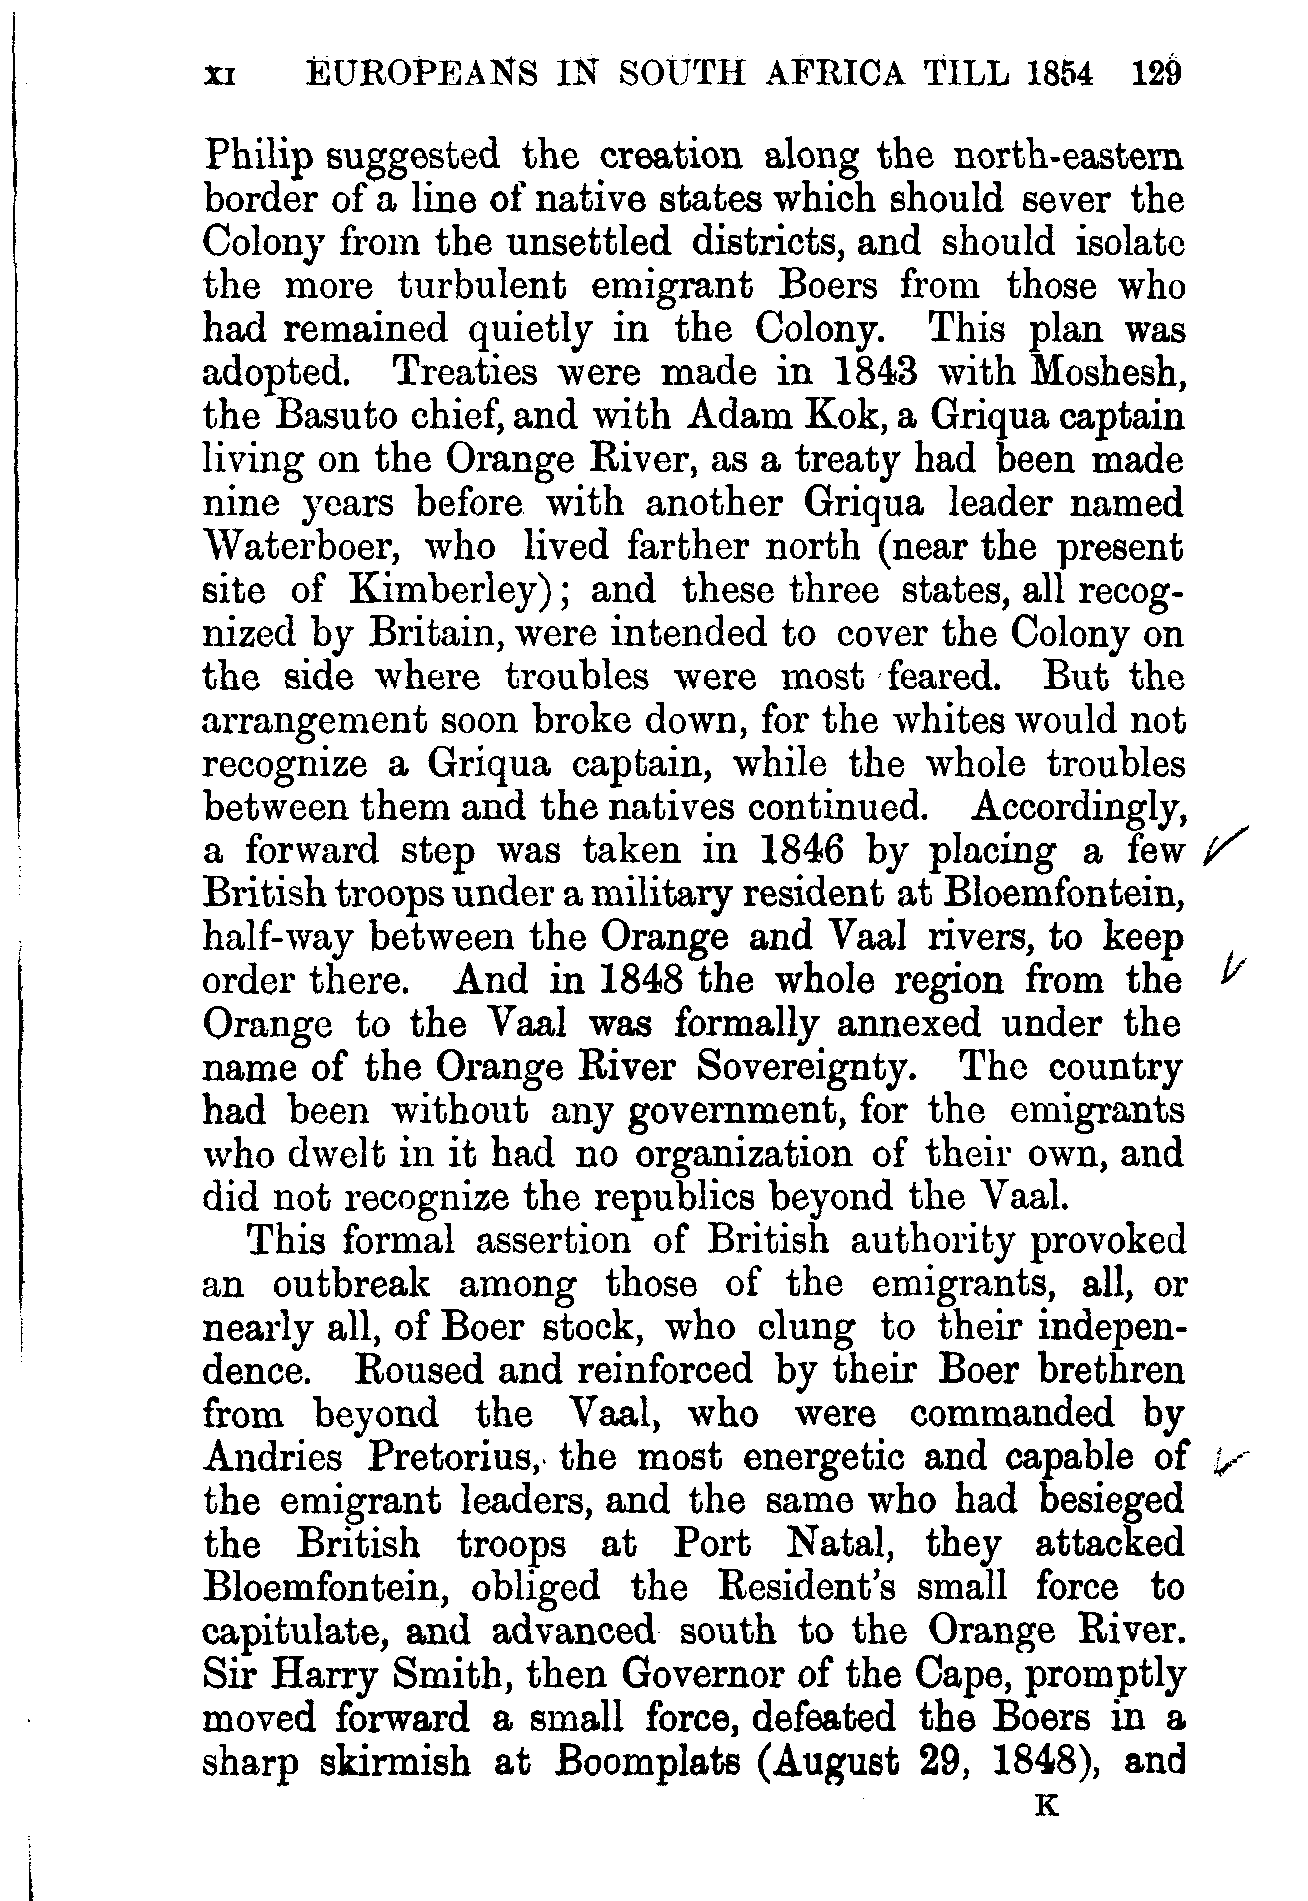 XI EUROPEANS IN SOUTH AFRICA TILL 1854 129
Philip suggested the creation along the north-eastern
border of a line of native states which should sever the
Colony from the unsettled districts, and should isolate
the more turbulent emigrant Boers from those who
had remained quietly in the Colony. This plan was
adopted. Treaties were made in 1843 with Moshesh,
the Basuto chief, and with Adam Kok, a Griqua captain
living on the Orange River, as a treaty had been made
nine years before with another Griqua leader named
Waterboer, who lived farther north (near the present
site of Kimberley); and these three states, all recog-
nized by Britain, were intended to cover the Colony on
the side where troubles were most feared. But the
arrangement soon broke down, for the whites would not
recognize a Griqua captain, while the whole troubles
between them and the natives continued. Accordingly,
a forward step was taken in 1846 by placing a few
British troops under a military resident at Bloemfontein,
half-way between the Orange and Vaal rivers, to keep
order there. And in 1848 the whole region from the
Orange to the Vaal was formally annexed under the
name of the Orange River Sovereignty. The country
had been without any government, for the emigrants
who dwelt in it had no organization of their own, and
did not recognize the republics beyond the Vaal.
This formal assertion of British authority provoked
an outbreak among those of the emigrants, all, or
nearly all, of Boer stock, who clung to their indepen-
dence. Roused and reinforced by their Boer brethren
from beyond the Vaal, who were commanded by
Andries Pretorius, the most energetic and capable of
the emigrant leaders, and the same who had besieged
the British troops at Port Natal, they attacked
Bloemfontein, obliged the Resident's small force to
capitulate, and advanced south to the Orange River.
Sir Harry Smith, then Governor of the Cape, promptly
moved forward a small force, defeated the Boers in a
sharp skirmish at Boomplats (August 29, 1848), and
K